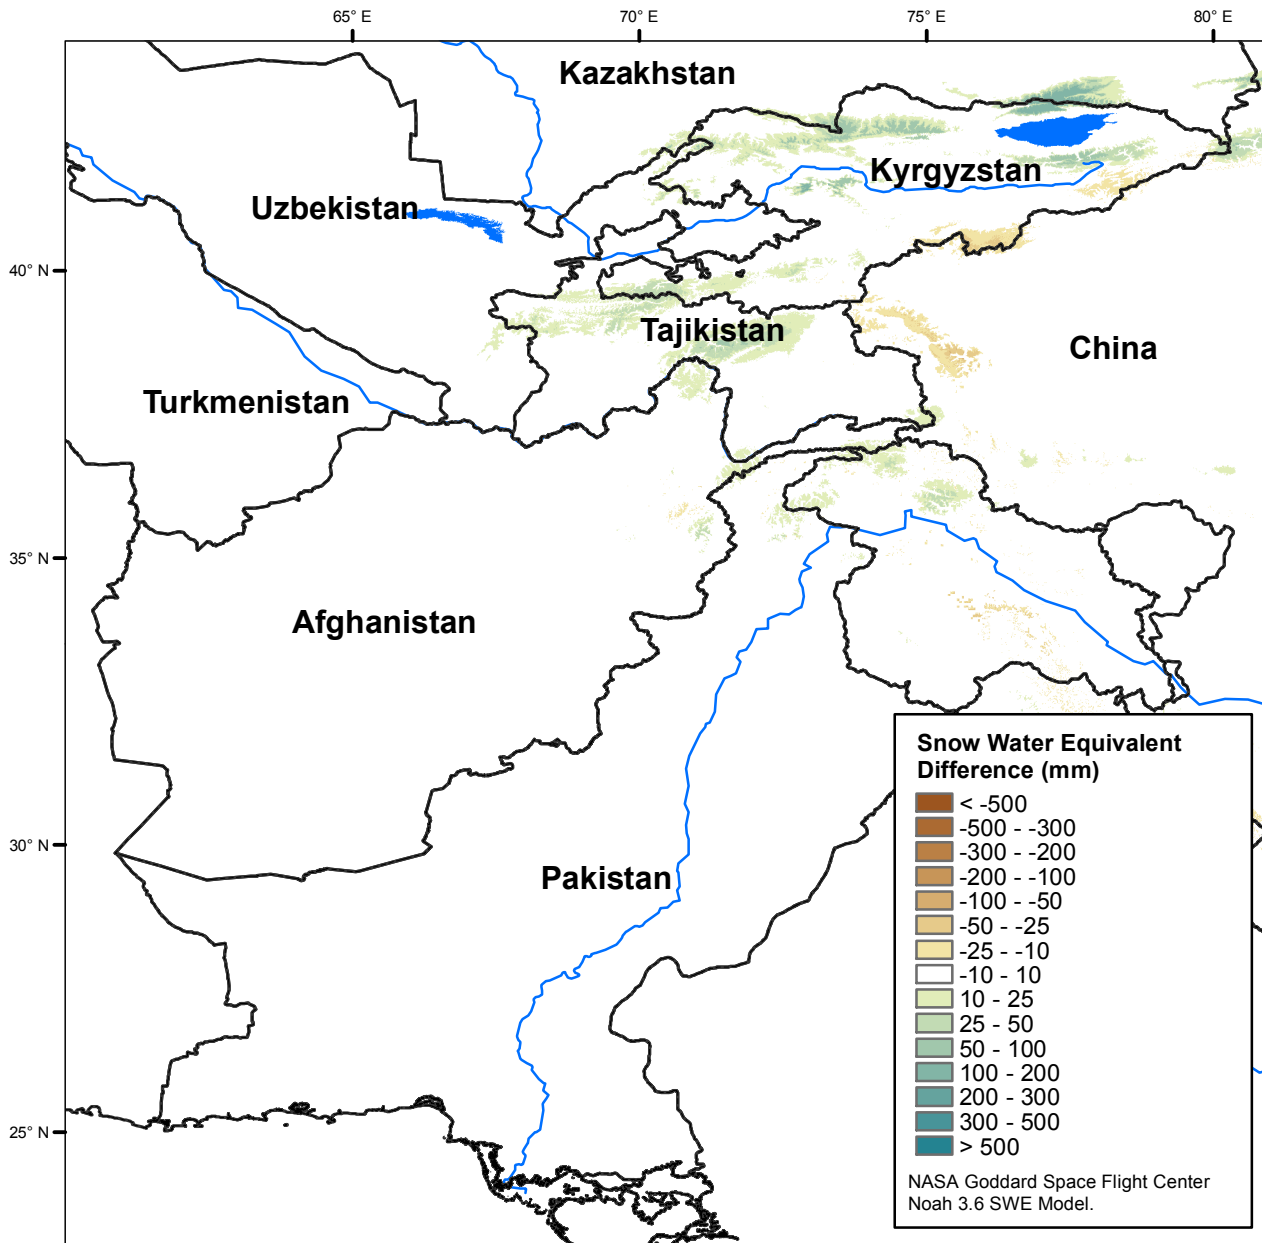 65° E 70° E 75° E 80° E
Kazakhstan
Kyrgyzstan
Uzbekistan
40° N
Tajikistan
China
Turkmenistan
35° N
Afghanistan
Snow Water Equivalent
Difference (mm)
< -500
-500 - -300
-300 - -200
-200 - -100
-100 - -50
-50 - -25
-25 - -10
-10 - 10
10 - 25
25 - 50
50 - 100
100 - 200
200 - 300
300 - 500
> 500
NASA Goddard Space Flight Center
Noah 3.6 SWE Model.
30° N
Pakistan
25° N